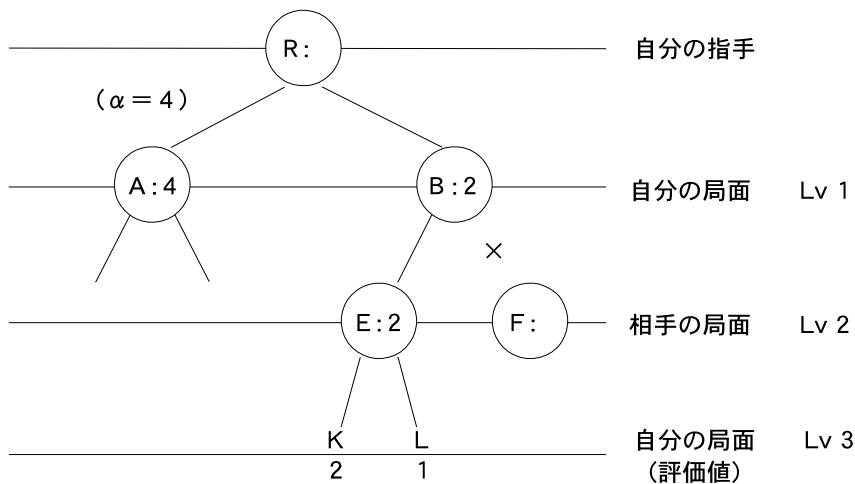 R: 自分の指手
(α=4)
A:4 B:2 自分の局面 Lv 1
×
E:2 F: 相手の局面 Lv 2
K L 自分の局面 Lv 3
2 1 (評価値)